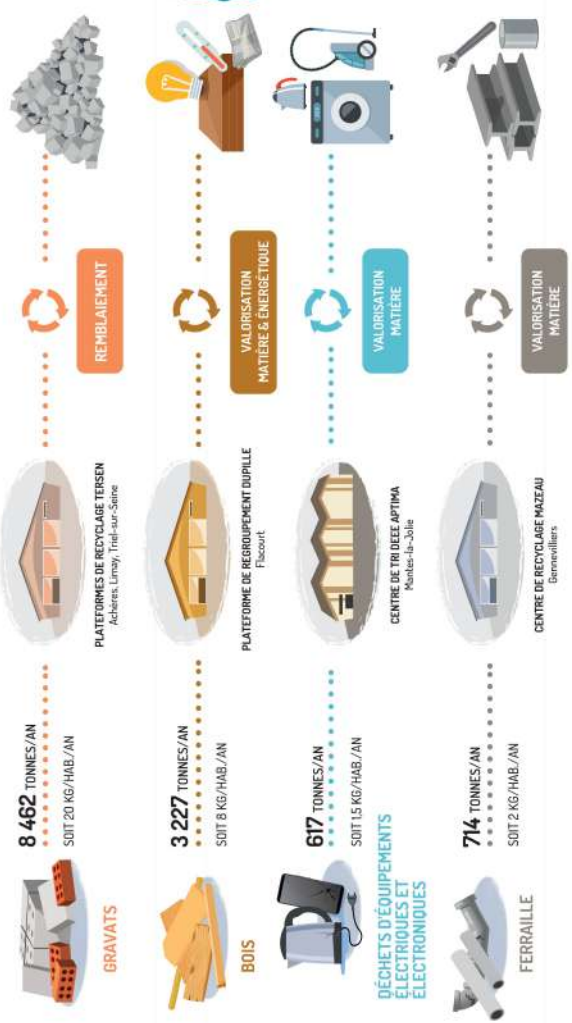 GRAVATS
8 462 TONNES/AN
SOIT 20 KG/HAB./AN
PLATEFORMES DE RECYCLAGE TERSEN
Achères, Limay, Triel-sur-Seine
REMBLAIEMENT
BOIS
3 227 TONNES/AN
SOIT 8 KG/HAB./AN
PLATEFORME DE REGROUPEMENT DUPILLE
Flacourt
VALORISATION
MATIÈRE & ÉNERGÉTIQUE
DÉCHETS D'ÉQUIPEMENTS
ÉLECTRIQUES ET
ÉLECTRONIQUES
617 TONNES/AN
SOIT 1.5 KG/HAB./AN
CENTRE DE TRI DEEE APTIMA
Mantes-la-Jolie
VALORISATION
MATIÈRE
FERRAILLE
714 TONNES/AN
SOIT 2 KG/HAB./AN
CENTRE DE RECYCLAGE MAZEAU
Gennevilliers
VALORISATION
MATIÈRE